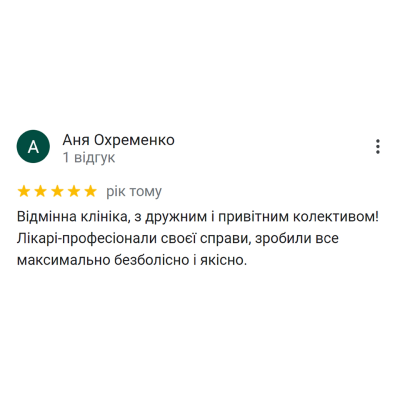 А
Аня Охременко
1 відгук
рік тому
Відмінна клініка, з дружним і привітним колективом!
Лікарі-професіонали своєї справи, зробили все
максимально безболісно і якісно.